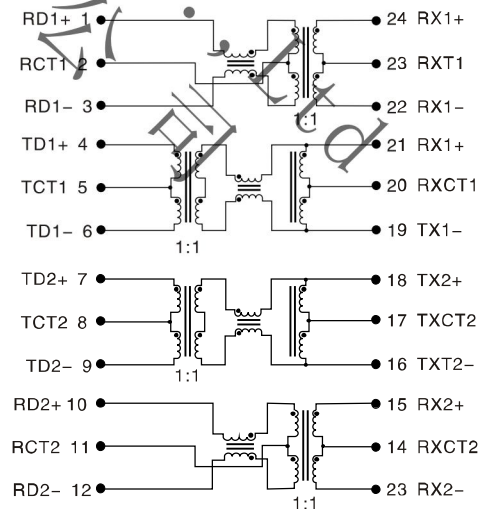 RD1+ 1 24 RX1+
RCT1 2 23 RXT1
RD1- 3 22 RX1-
1:1
TD1+ 4 21 RX1+
TCT1 5 20 RXCT1
TD1- 6 19 TX1-
1:1
TD2+ 7 18 TX2+
TCT2 8 17 TXCT2
TD2- 9 16 TXT2-
1:1
RD2+ 10 15 RX2+
RCT2 11 14 RXCT2
RD2- 12 23 RX2-
1:1
Ltd